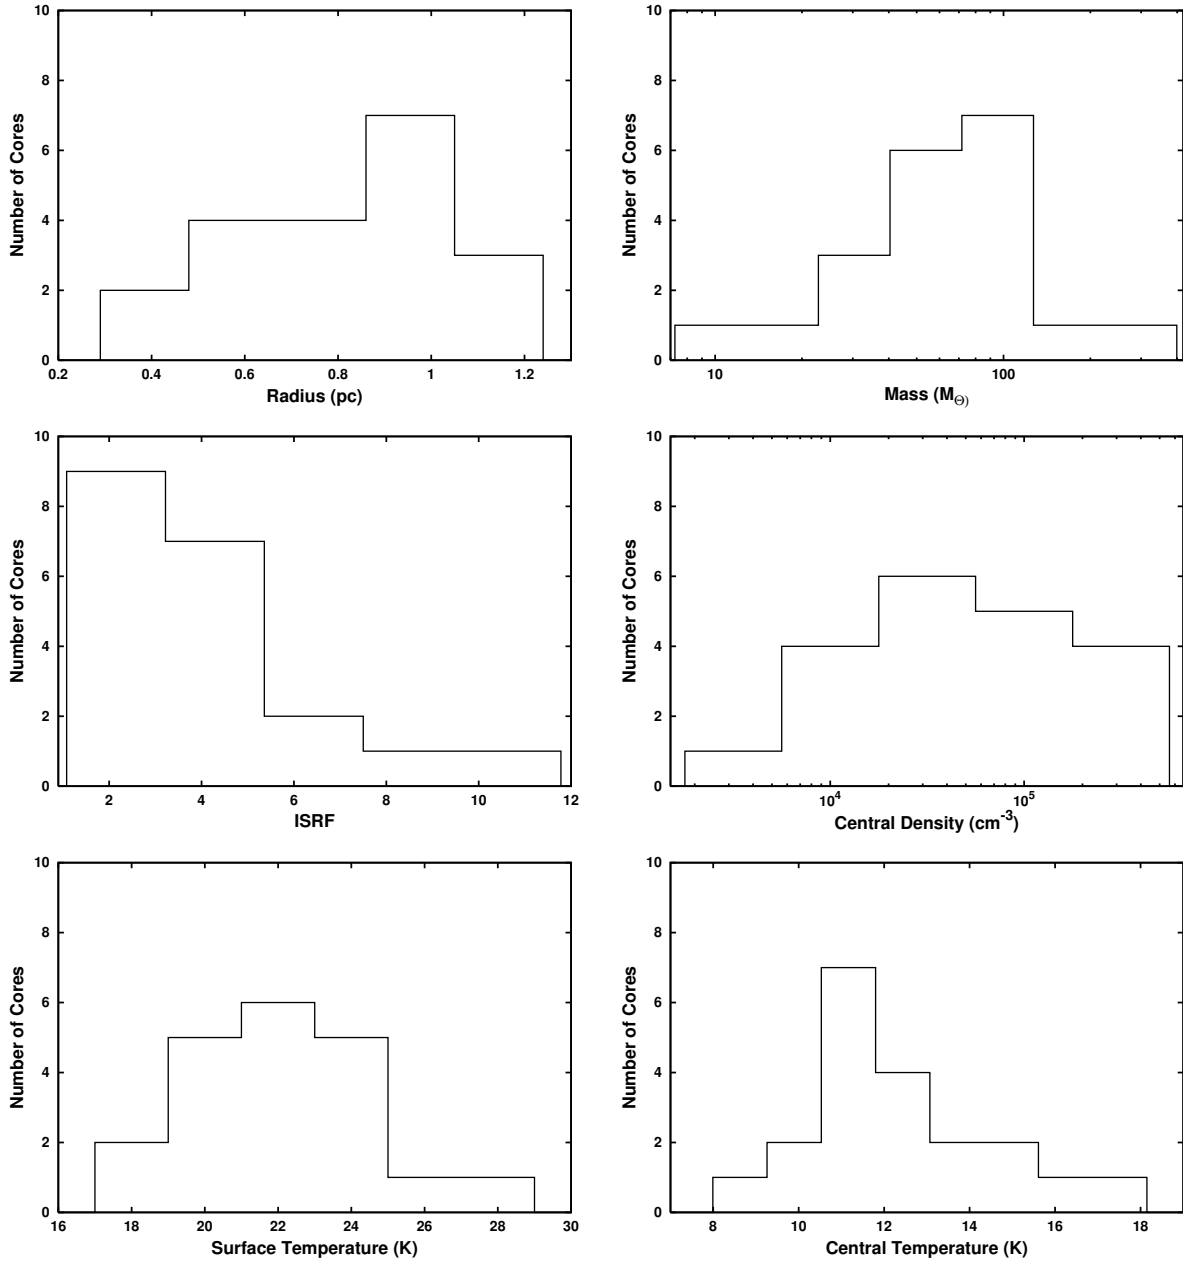 10
8
6
4
2
0
Number of Cores
0.2 0.4 0.6 0.8 1 1.2
Radius (pc)
10
8
6
4
2
0
Number of Cores
10 100
Mass (M⊙)
10
8
6
4
2
0
Number of Cores
2 4 6 8 10 12
ISRF
10
8
6
4
2
0
Number of Cores
10^4 10^5
Central Density (cm^-3)
10
8
6
4
2
0
Number of Cores
16 18 20 22 24 26 28 30
Surface Temperature (K)
10
8
6
4
2
0
Number of Cores
8 10 12 14 16 18
Central Temperature (K)